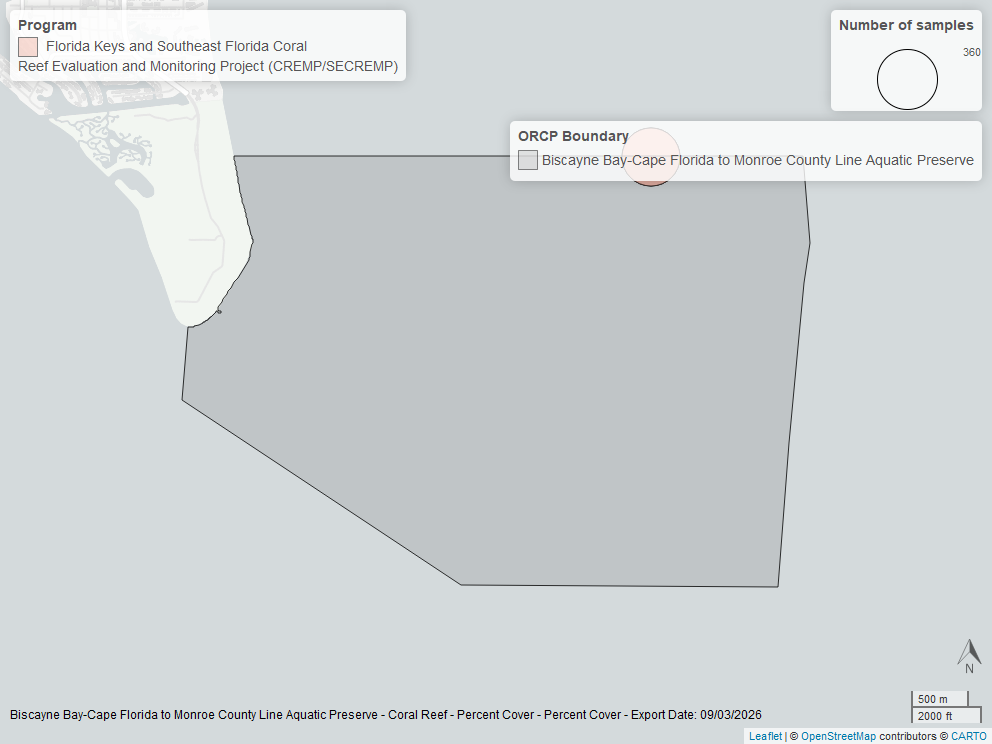 Program
Florida Keys and Southeast Florida Coral
Reef Evaluation and Monitoring Project (CREMP/SECREMP)
Number of samples
360
ORCP Boundary
Biscayne Bay-Cape Florida to Monroe County Line Aquatic Preserve
N
500 m
2000 ft
Biscayne Bay-Cape Florida to Monroe County Line Aquatic Preserve - Coral Reef - Percent Cover - Percent Cover - Export Date: 09/03/2026
Leaflet | © OpenStreetMap contributors © CARTO